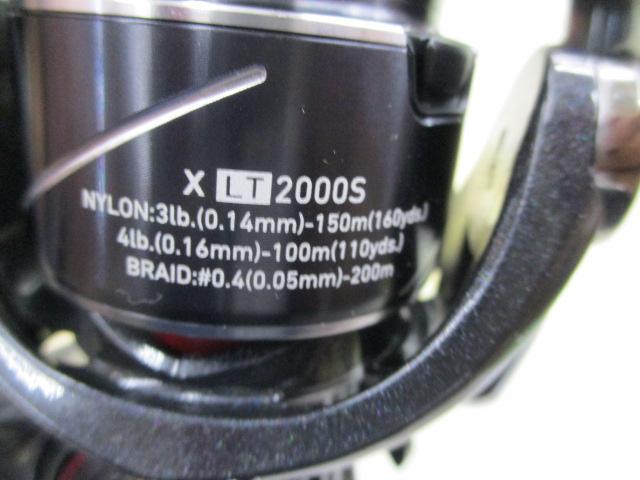 X LT 2000S
NYLON:3lb.(0.14mm)-150m(160yds.)
4lb.(0.16mm)-100m(110yds.)
BRAID:#0.4(0.05mm)-200m